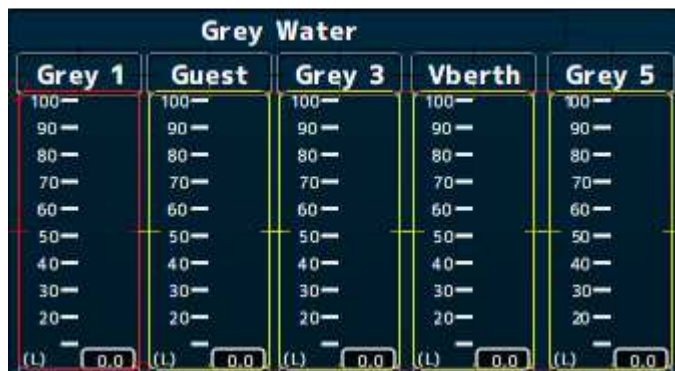 Grey Water
Grey 1 Guest Grey 3 Vberth Grey 5
100 100 100 100 100
90 90 90 90 90
80 80 80 80 80
70 70 70 70 70
60 60 60 60 60
50 50 50 50 50
40 40 40 40 40
30 30 30 30 30
20 20 20 20 20
(L) 0.0 (L) 0.0 (L) 0.0 (L) 0.0 (L) 0.0